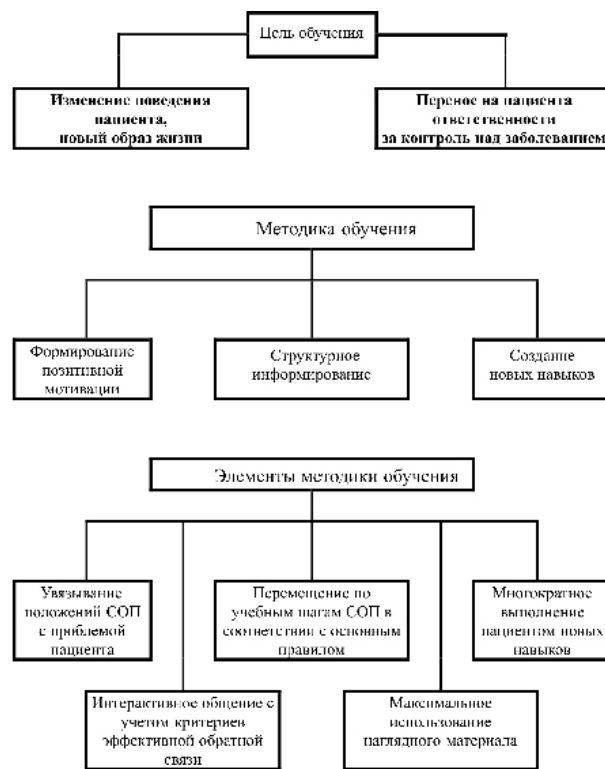 Цель обучения
Изменение поведения
пациента,
новый образ жизни
Перенос на пациента
ответственности
за контроль над заболеванием
Методика обучения
Формирование
позитивной
мотивации
Структурное
информирование
Создание
новых навыков
Элементы методики обучения
Увязывание
положений СОП
с проблемой
пациента
Перемещение по
учебным шагам СОП в
соответствии с основным
правилом
Многократное
выполнение
пациентом новых
навыков
Интерактивное общение с
учетом критериев
эффективной обратной
связи
Максимальное
использование
наглядного материала